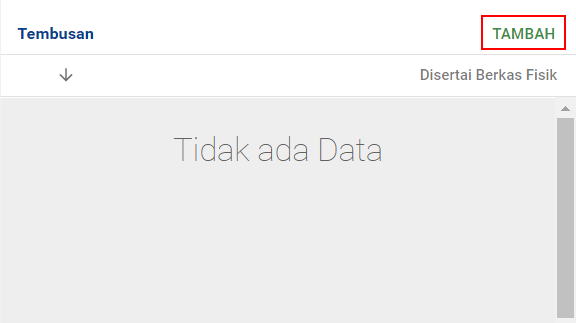 Tembusan TAMBAH
Disertai Berkas Fisik
Tidak ada Data